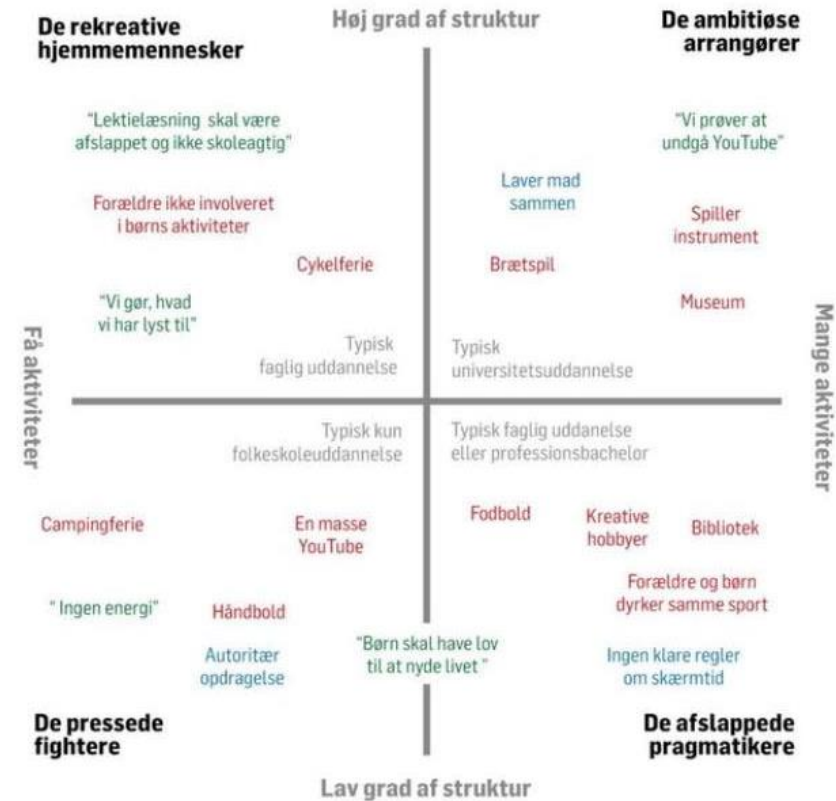 De rekreative
hjemmemennesker
Høj grad af struktur
De ambitiøse
arrangører
"Lektielæsning skal være
afslappet og ikke skoleagtig"
"Vi prøver at
undgå YouTube"
Laver mad
sammen
Forældre ikke involveret
i børns aktiviteter
Spiller
instrument
Cykelferie
Brætspil
"Vi gør, hvad
vi har lyst til"
Museum
Få aktiviteter
Mange aktiviteter
Typisk
faglig uddannelse
Typisk
universitetsuddannelse
Typisk kun
folkeskoleuddannelse
Typisk faglig uddanelse
eller professionsbachelor
Campingferie
En masse
YouTube
Fodbold
Kreative
hobbyer
Bibliotek
"Ingen energi"
Håndbold
Forældre og børn
dyrker samme sport
Autoritær
opdragelse
"Børn skal have lov
til at nyde livet "
Ingen klare regler
om skærmtid
De pressede
fightere
De afslappede
pragmatikere
Lav grad af struktur